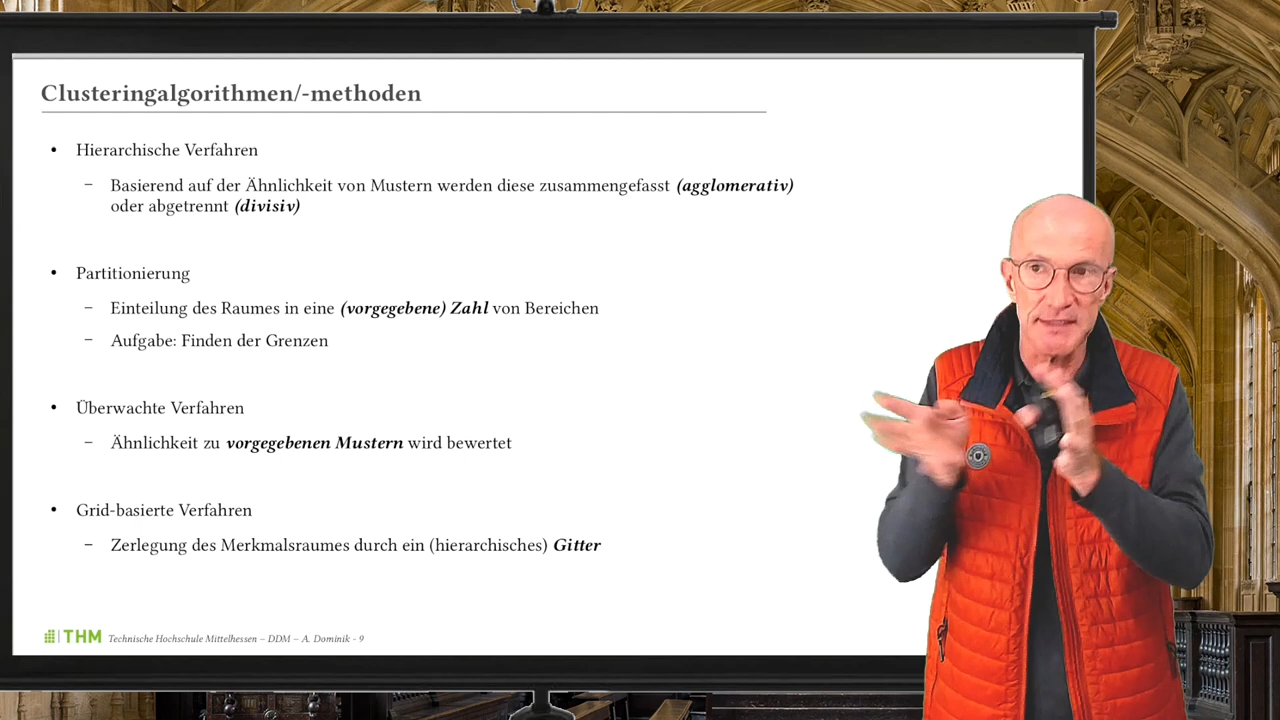 Clusteringalgorithmen/-methoden
• Hierarchische Verfahren
– Basierend auf der Ähnlichkeit von Mustern werden diese zusammengefasst (agglomerativ)
oder abgetrennt (divisiv)
• Partitionierung
– Einteilung des Raumes in eine (vorgegebene) Zahl von Bereichen
– Aufgabe: Finden der Grenzen
• Überwachte Verfahren
– Ähnlichkeit zu vorgegebenen Mustern wird bewertet
• Grid-basierte Verfahren
– Zerlegung des Merkmalsraumes durch ein (hierarchisches) Gitter
THM Technische Hochschule Mittelhessen – DDM – A. Dominik - 9